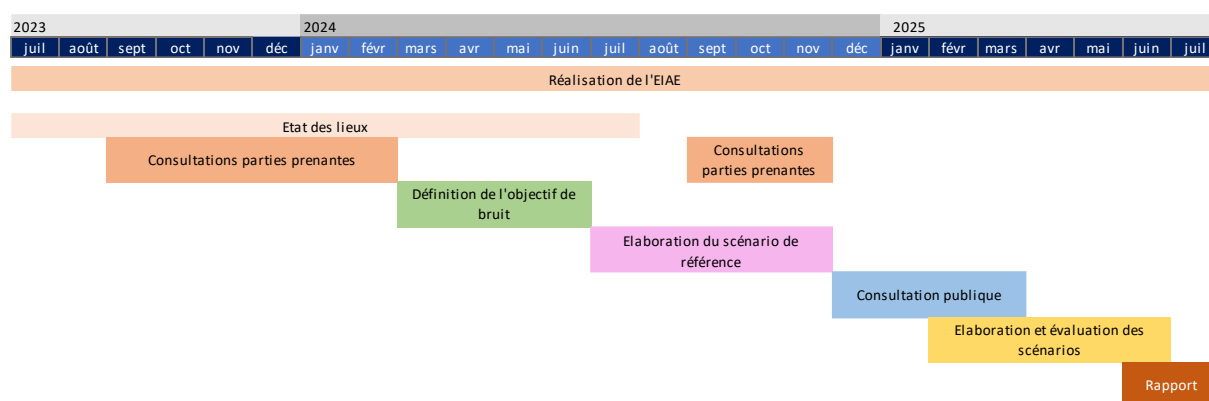 2023 2024 2025
juil août sept oct nov déc janv févr mars avr mai juin juil août sept oct nov déc janv févr mars avr mai juin juil
Réalisation de l'EIAE
Etat des lieux
Consultations parties prenantes
Consultations
parties prenantes
Définition de l'objectif de
bruit
Elaboration du scénario de
référence
Consultation publique
Elaboration et évaluation des
scénarios
Rapport